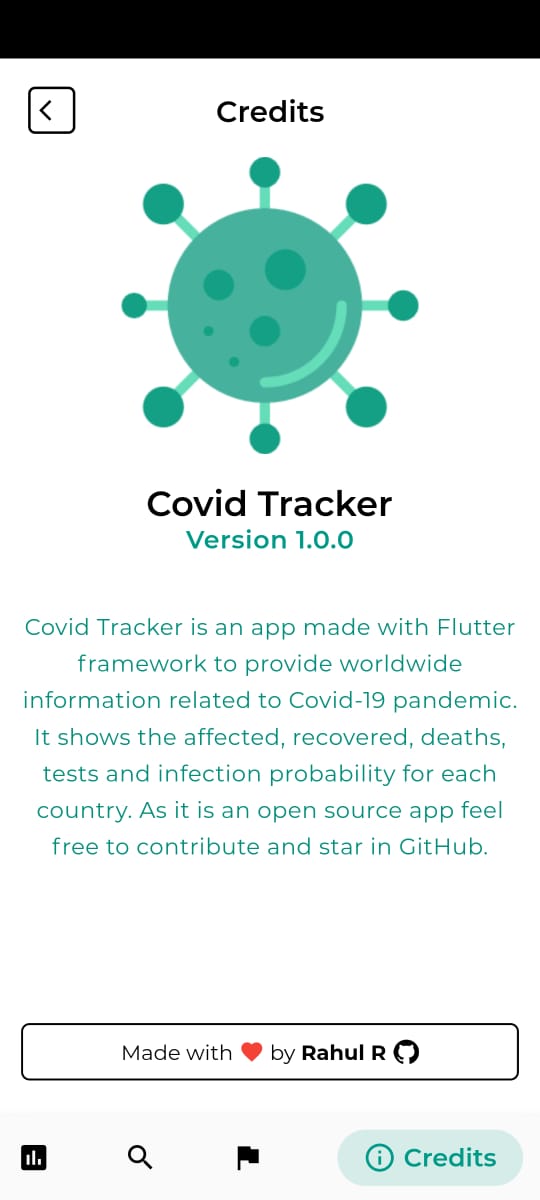 Credits
Covid Tracker
Version 1.0.0
Covid Tracker is an app made with Flutter
framework to provide worldwide
information related to Covid-19 pandemic.
It shows the affected, recovered, deaths,
tests and infection probability for each
country. As it is an open source app feel
free to contribute and star in GitHub.
Made with ❤️ by Rahul R
Credits